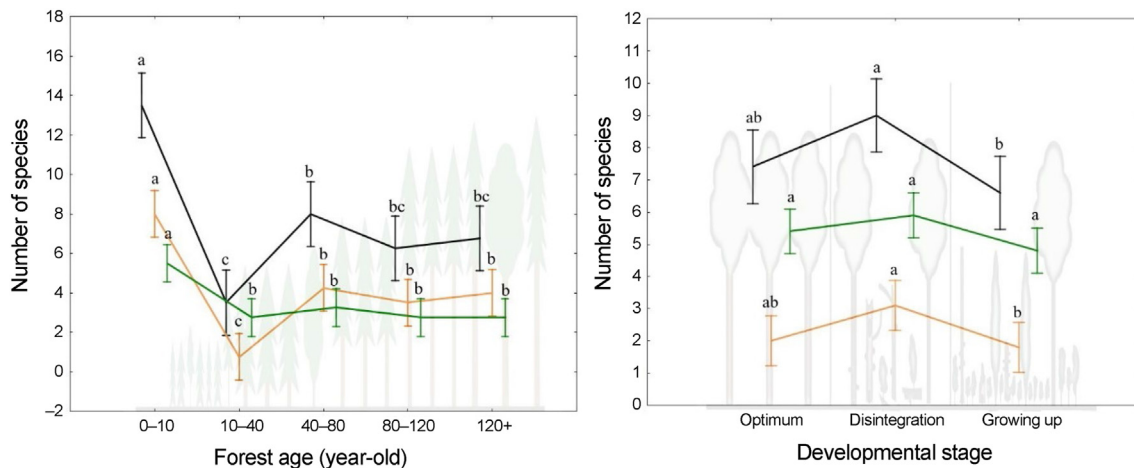 Number of species
18
16
14
12
10
8
6
4
2
0
–2
a
a
a
c
c
b
b
b
b
bc
b
b
bc
b
b
0–10 10–40 40–80 80–120 120+
Forest age (year-old)
Number of species
12
11
10
9
8
7
6
5
4
3
2
1
0
ab
a
b
a
a
a
ab
a
b
Optimum Disintegration Growing up
Developmental stage